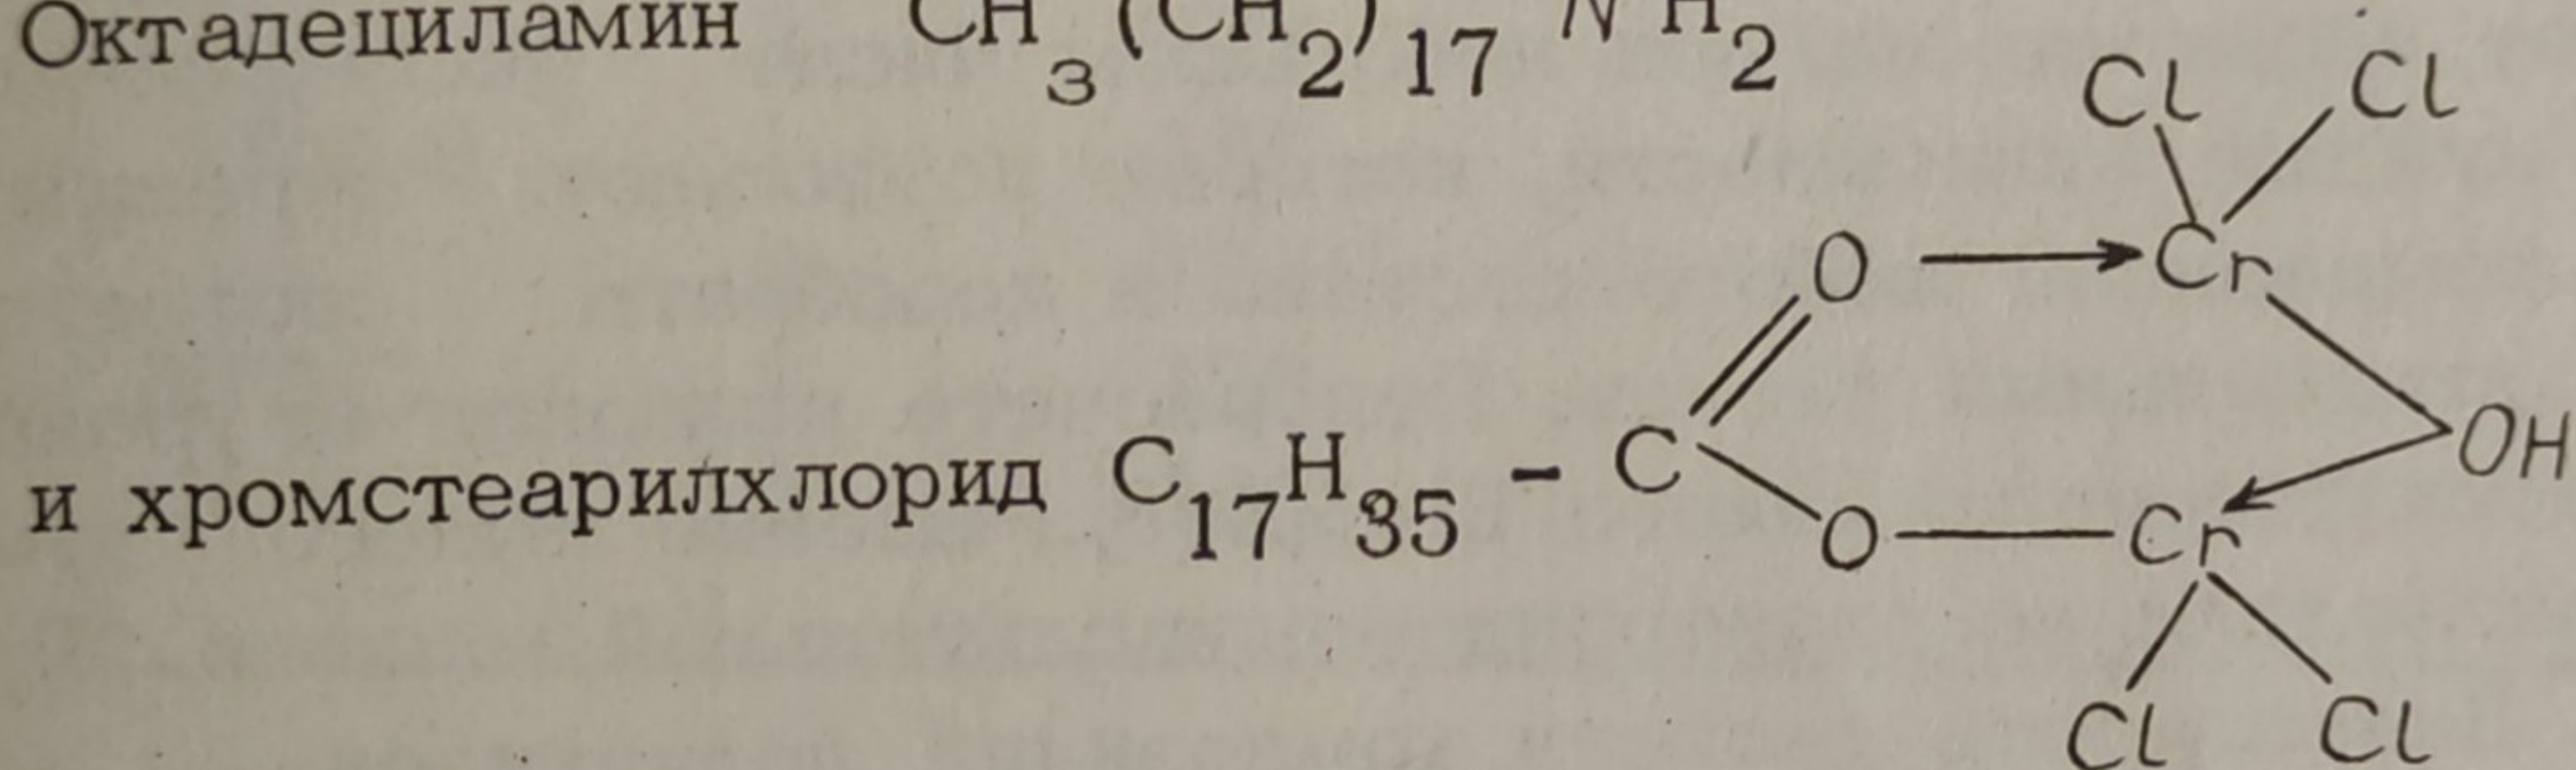 Октадециламин CH3(CH2)17 NH2
Cl Cl
O Cr
и хромстеарилхлорид C17H35 - C OH
O Cr
Cl Cl